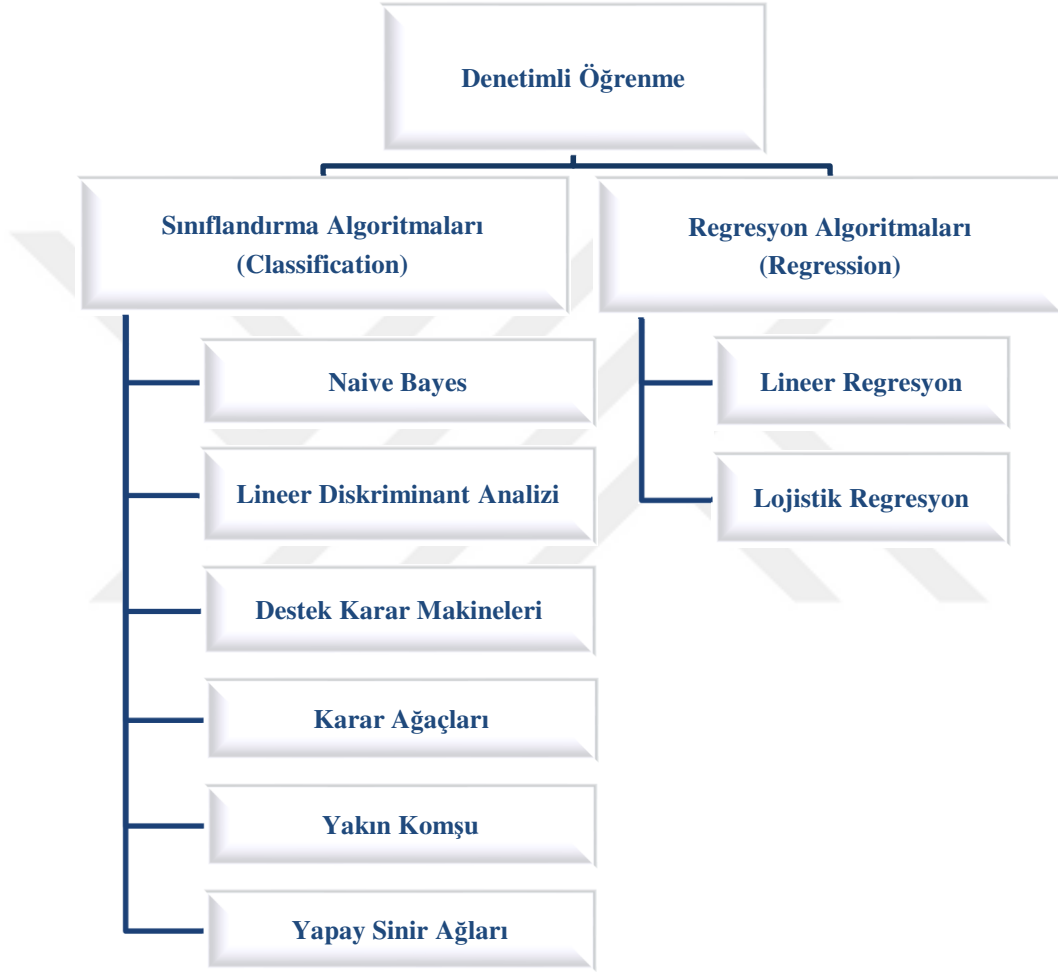 Denetimli Öğrenme
Sınıflandırma Algoritmaları
(Classification)
Naive Bayes
Lineer Diskriminant Analizi
Destek Karar Makineleri
Karar Ağaçları
Yakın Komşu
Yapay Sinir Ağları
Regresyon Algoritmaları
(Regression)
Lineer Regresyon
Lojistik Regresyon